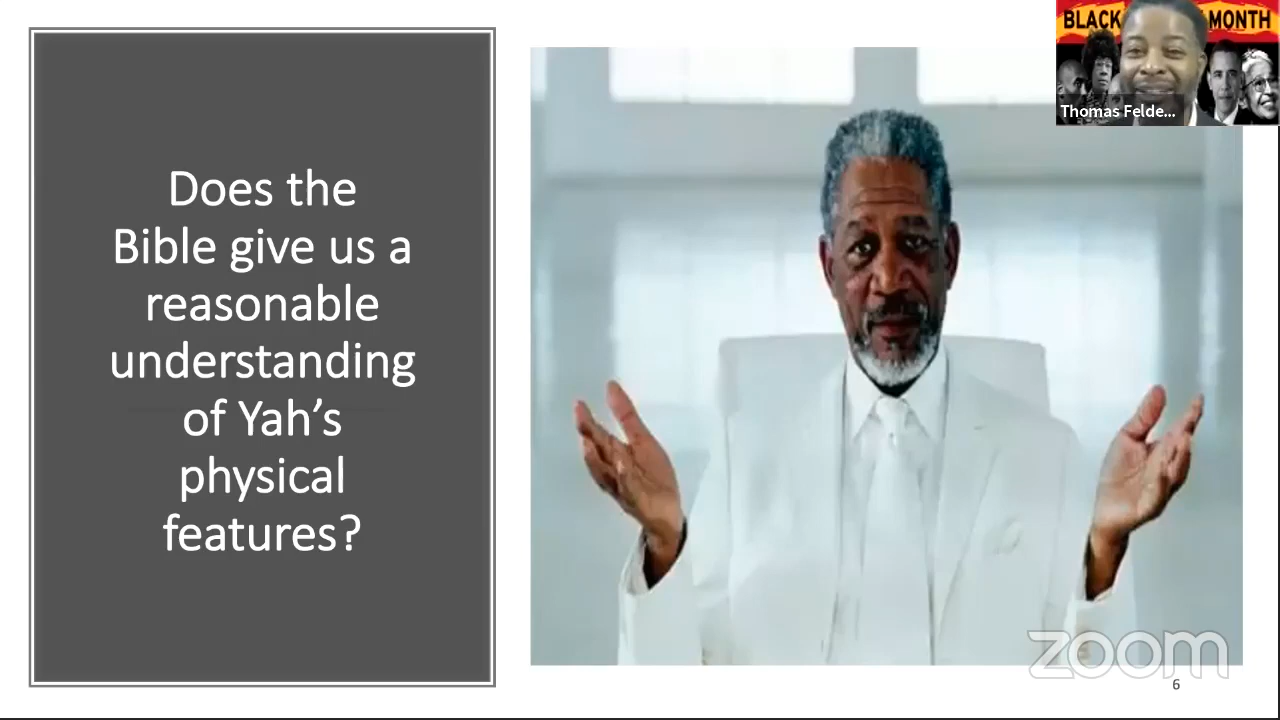 Does the
Bible give us a
reasonable
understanding
of Yah’s
physical
features?
BLACK MONTH
Thomas Felde...
zoom
6